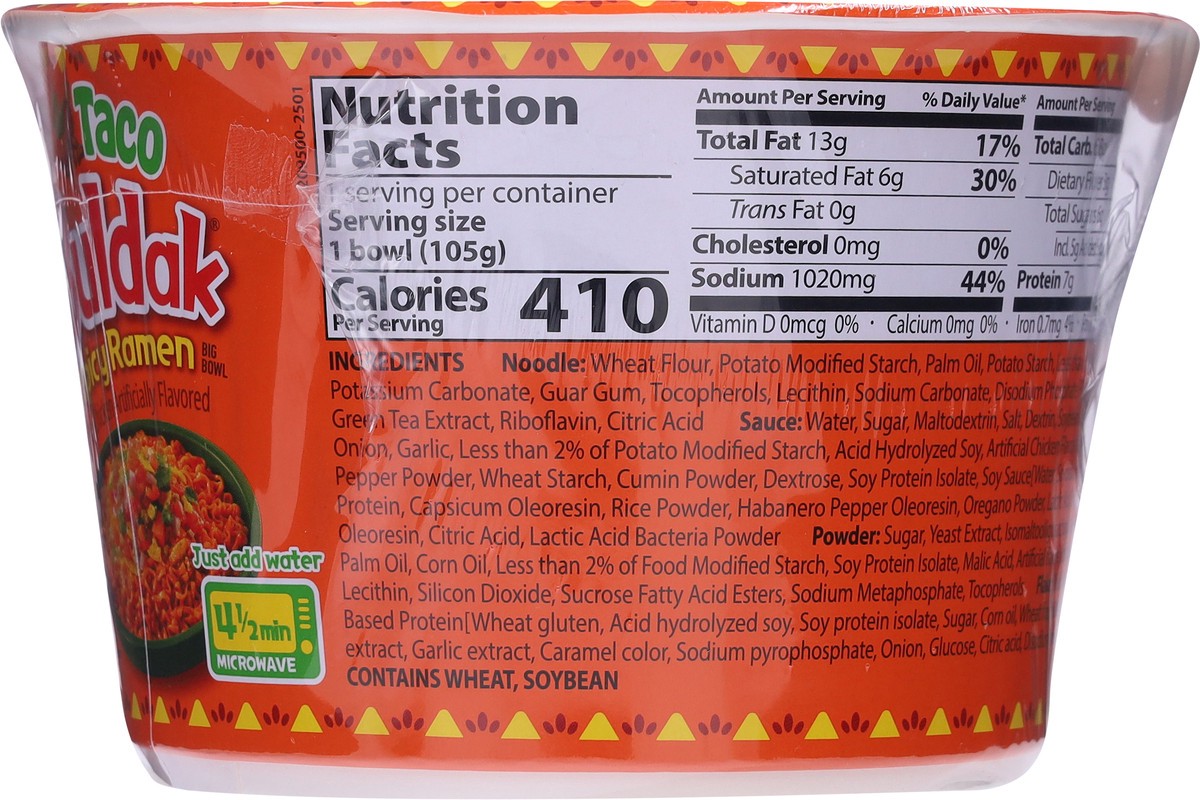 Taco
uldak®
icy Ramen BIG BOWL
Artificially Flavored
Just add water
4½ min
MICROWAVE
Nutrition
Facts
1 serving per container
Serving size
1 bowl (105g)
Calories 410
Per Serving
Amount Per Serving % Daily Value*
Total Fat 13g 17%
Saturated Fat 6g 30%
Trans Fat 0g
Cholesterol 0mg 0%
Sodium 1020mg 44%
Amount Per Serving
Total Carb.
Dietary
Total
Protein 7g
Vitamin D 0mcg 0% · Calcium 0mg 0% · Iron 0.7mg 4%
INGREDIENTS Noodle: Wheat Flour, Potato Modified Starch, Palm Oil, Potato Starch,
Potassium Carbonate, Guar Gum, Tocopherols, Lecithin, Sodium Carbonate, Disodium
Green Tea Extract, Riboflavin, Citric Acid Sauce: Water, Sugar, Maltodextrin, Salt, Dextrin,
Onion, Garlic, Less than 2% of Potato Modified Starch, Acid Hydrolyzed Soy, Artificial Chicken
Pepper Powder, Wheat Starch, Cumin Powder, Dextrose, Soy Protein Isolate, Soy Sauce[Water
Protein, Capsicum Oleoresin, Rice Powder, Habanero Pepper Oleoresin, Oregano Powder,
Oleoresin, Citric Acid, Lactic Acid Bacteria Powder Powder: Sugar, Yeast Extract,
Palm Oil, Corn Oil, Less than 2% of Food Modified Starch, Soy Protein Isolate, Malic Acid,
Lecithin, Silicon Dioxide, Sucrose Fatty Acid Esters, Sodium Metaphosphate, Tocopherols
Based Protein[Wheat gluten, Acid hydrolyzed soy, Soy protein isolate, Sugar, Corn oil,
extract, Garlic extract, Caramel color, Sodium pyrophosphate, Onion, Glucose, Citric acid,
CONTAINS WHEAT, SOYBEAN